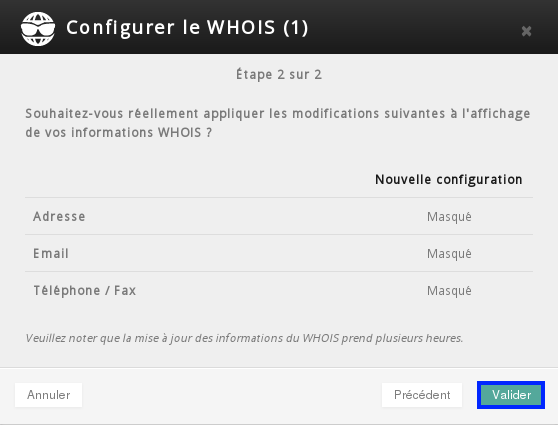 Configurer le WHOIS (1)
Étape 2 sur 2
Souhaitez-vous réellement appliquer les modifications suivantes à l'affichage
de vos informations WHOIS ?
Nouvelle configuration
Adresse Masqué
Email Masqué
Téléphone / Fax Masqué
Veuillez noter que la mise à jour des informations du WHOIS prend plusieurs heures.
Annuler Précédent Valider